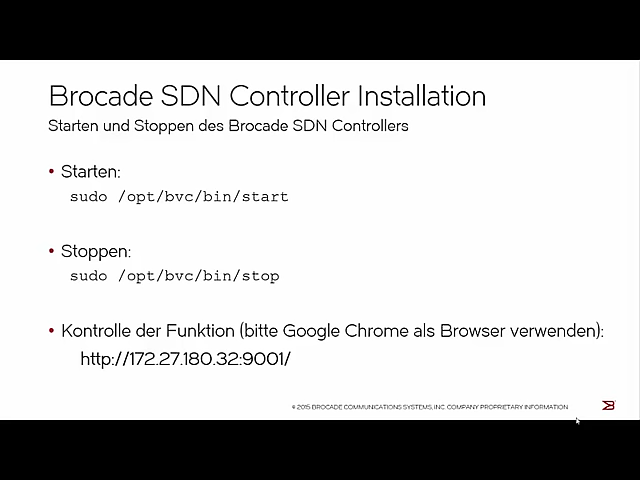 Brocade SDN Controller Installation
Starten und Stoppen des Brocade SDN Controllers
• Starten:
sudo /opt/bvc/bin/start
• Stoppen:
sudo /opt/bvc/bin/stop
• Kontrolle der Funktion (bitte Google Chrome als Browser verwenden):
http://172.27.180.32:9001/
© 2015 BROCADE COMMUNICATIONS SYSTEMS, INC. COMPANY PROPRIETARY INFORMATION